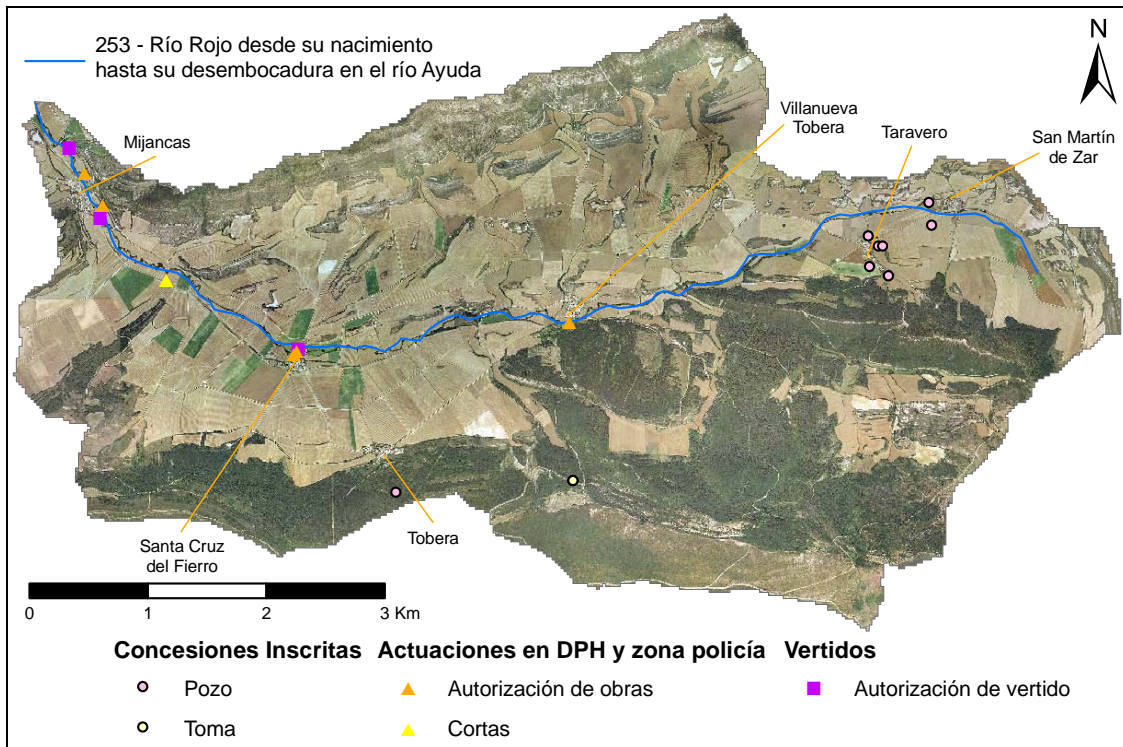 253 - Río Rojo desde su nacimiento
hasta su desembocadura en el río Ayuda
N
Villanueva
Tobera
Taravero
San Martín
de Zar
Mijancas
Santa Cruz
del Fierro
Tobera
0 1 2 3 Km
Concesiones Inscritas Actuaciones en DPH y zona policía Vertidos
Pozo Autorización de obras Autorización de vertido
Toma Cortas